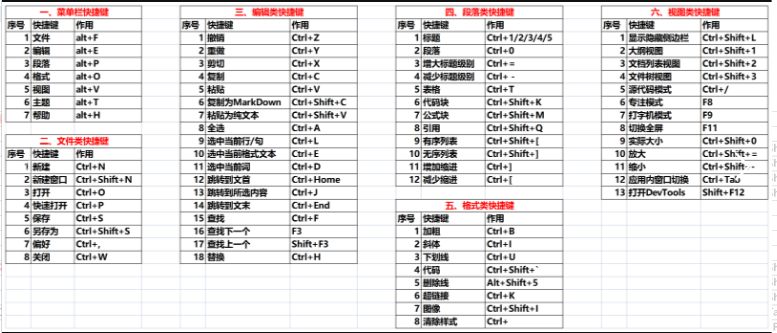 一、菜单栏快捷键
序号 快捷键 作用
1 文件 alt+F
2 编辑 alt+E
3 段落 alt+P
4 格式 alt+O
5 视图 alt+V
6 主题 alt+T
7 帮助 alt+H
二、文件类快捷键
序号 快捷键 作用
1 新建 Ctrl+N
2 新建窗口 Ctrl+Shift+N
3 打开 Ctrl+O
4 快速打开 Ctrl+P
5 保存 Ctrl+S
6 另存为 Ctrl+Shift+S
7 偏好 Ctrl+,
8 关闭 Ctrl+W
三、编辑类快捷键
序号 快捷键 作用
1 撤销 Ctrl+Z
2 重做 Ctrl+Y
3 剪切 Ctrl+X
4 复制 Ctrl+C
5 粘贴 Ctrl+V
6 复制为MarkDown Ctrl+Shift+C
7 粘贴为纯文本 Ctrl+Shift+V
8 全选 Ctrl+A
9 选中当前行/句 Ctrl+L
10 选中当前格式文本 Ctrl+E
11 选中当前词 Ctrl+D
12 跳转到文首 Ctrl+Home
13 跳转到所选内容 Ctrl+J
14 跳转到文末 Ctrl+End
15 查找 Ctrl+F
16 查找下一个 F3
17 查找上一个 Shift+F3
18 替换 Ctrl+H
四、段落类快捷键
序号 快捷键 作用
1 标题 Ctrl+1/2/3/4/5
2 段落 Ctrl+0
3 增大标题级别 Ctrl+=
4 减少标题级别 Ctrl+-
5 表格 Ctrl+T
6 代码块 Ctrl+Shift+K
7 公式块 Ctrl+Shift+M
8 引用 Ctrl+Shift+Q
9 有序列表 Ctrl+Shift+[
10 无序列表 Ctrl+Shift+]
11 增加缩进 Ctrl+]
12 减少缩进 Ctrl+[
五、格式类快捷键
序号 快捷键 作用
1 加粗 Ctrl+B
2 斜体 Ctrl+I
3 下划线 Ctrl+U
4 代码 Ctrl+Shift+`
5 删除线 Alt+Shift+5
6 超链接 Ctrl+K
7 图像 Ctrl+Shift+I
8 清除样式 Ctrl+
六、视图类快捷键
序号 快捷键 作用
1 显示隐藏侧边栏 Ctrl+Shift+L
2 大纲视图 Ctrl+Shift+1
3 文档列表视图 Ctrl+Shift+2
4 文件树视图 Ctrl+Shift+3
5 源代码模式 Ctrl+/
6 专注模式 F8
7 打字机模式 F9
8 切换全屏 F11
9 实际大小 Ctrl+Shift+0
10 放大 Ctrl+Shift+=
11 缩小 Ctrl+Shift+-
12 应用内窗口切换 Ctrl+Tab
13 打开DevTools Shift+F12